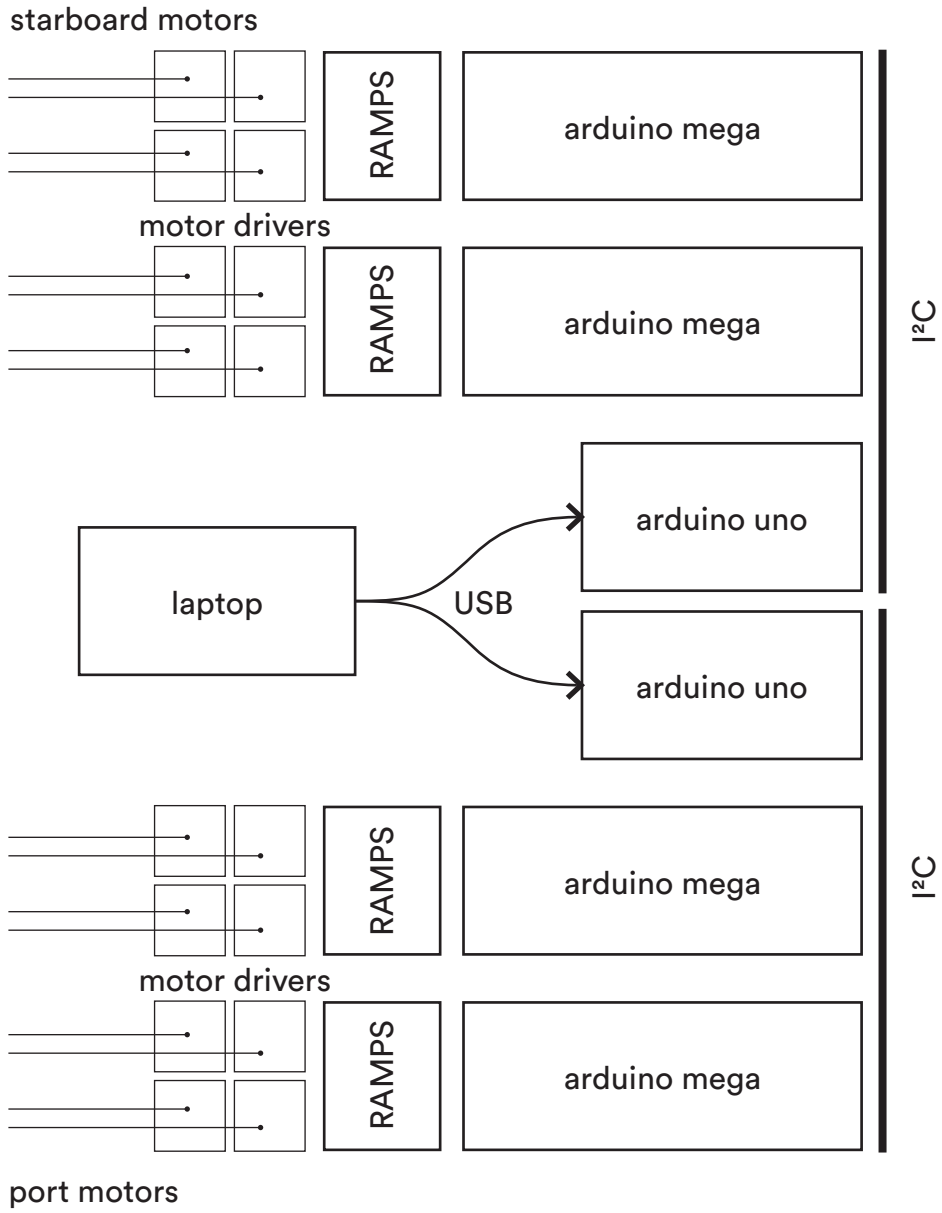 starboard motors
RAMPS
arduino mega
motor drivers
RAMPS
arduino mega
I²C
arduino uno
laptop
USB
arduino uno
RAMPS
arduino mega
I²C
motor drivers
RAMPS
arduino mega
port motors